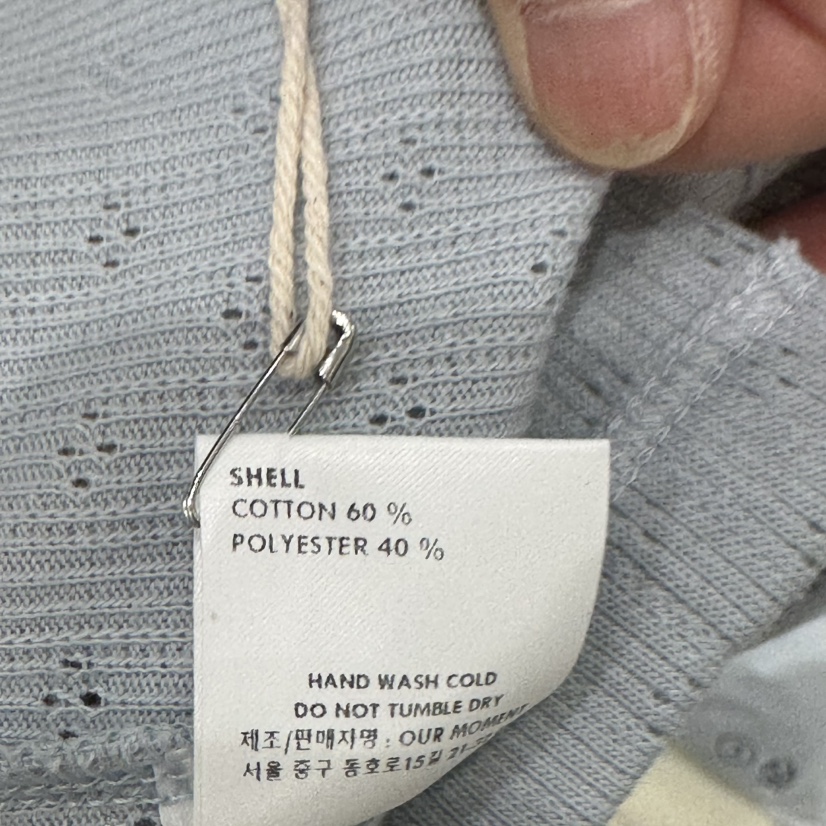 SHELL
COTTON 60 %
POLYESTER 40 %
HAND WASH COLD
DO NOT TUMBLE DRY
제조/판매자명 : OUR MOMENT
서울 중구 동호로15길